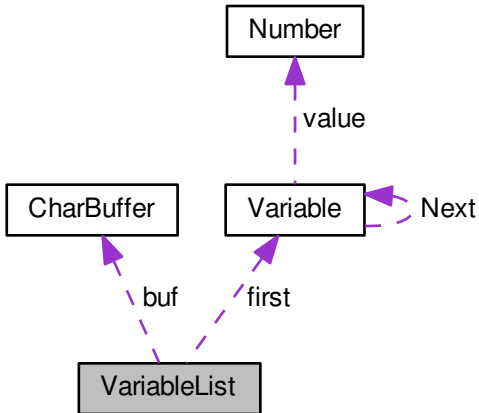 Number
value
CharBuffer
Variable
Next
buf
first
VariableList